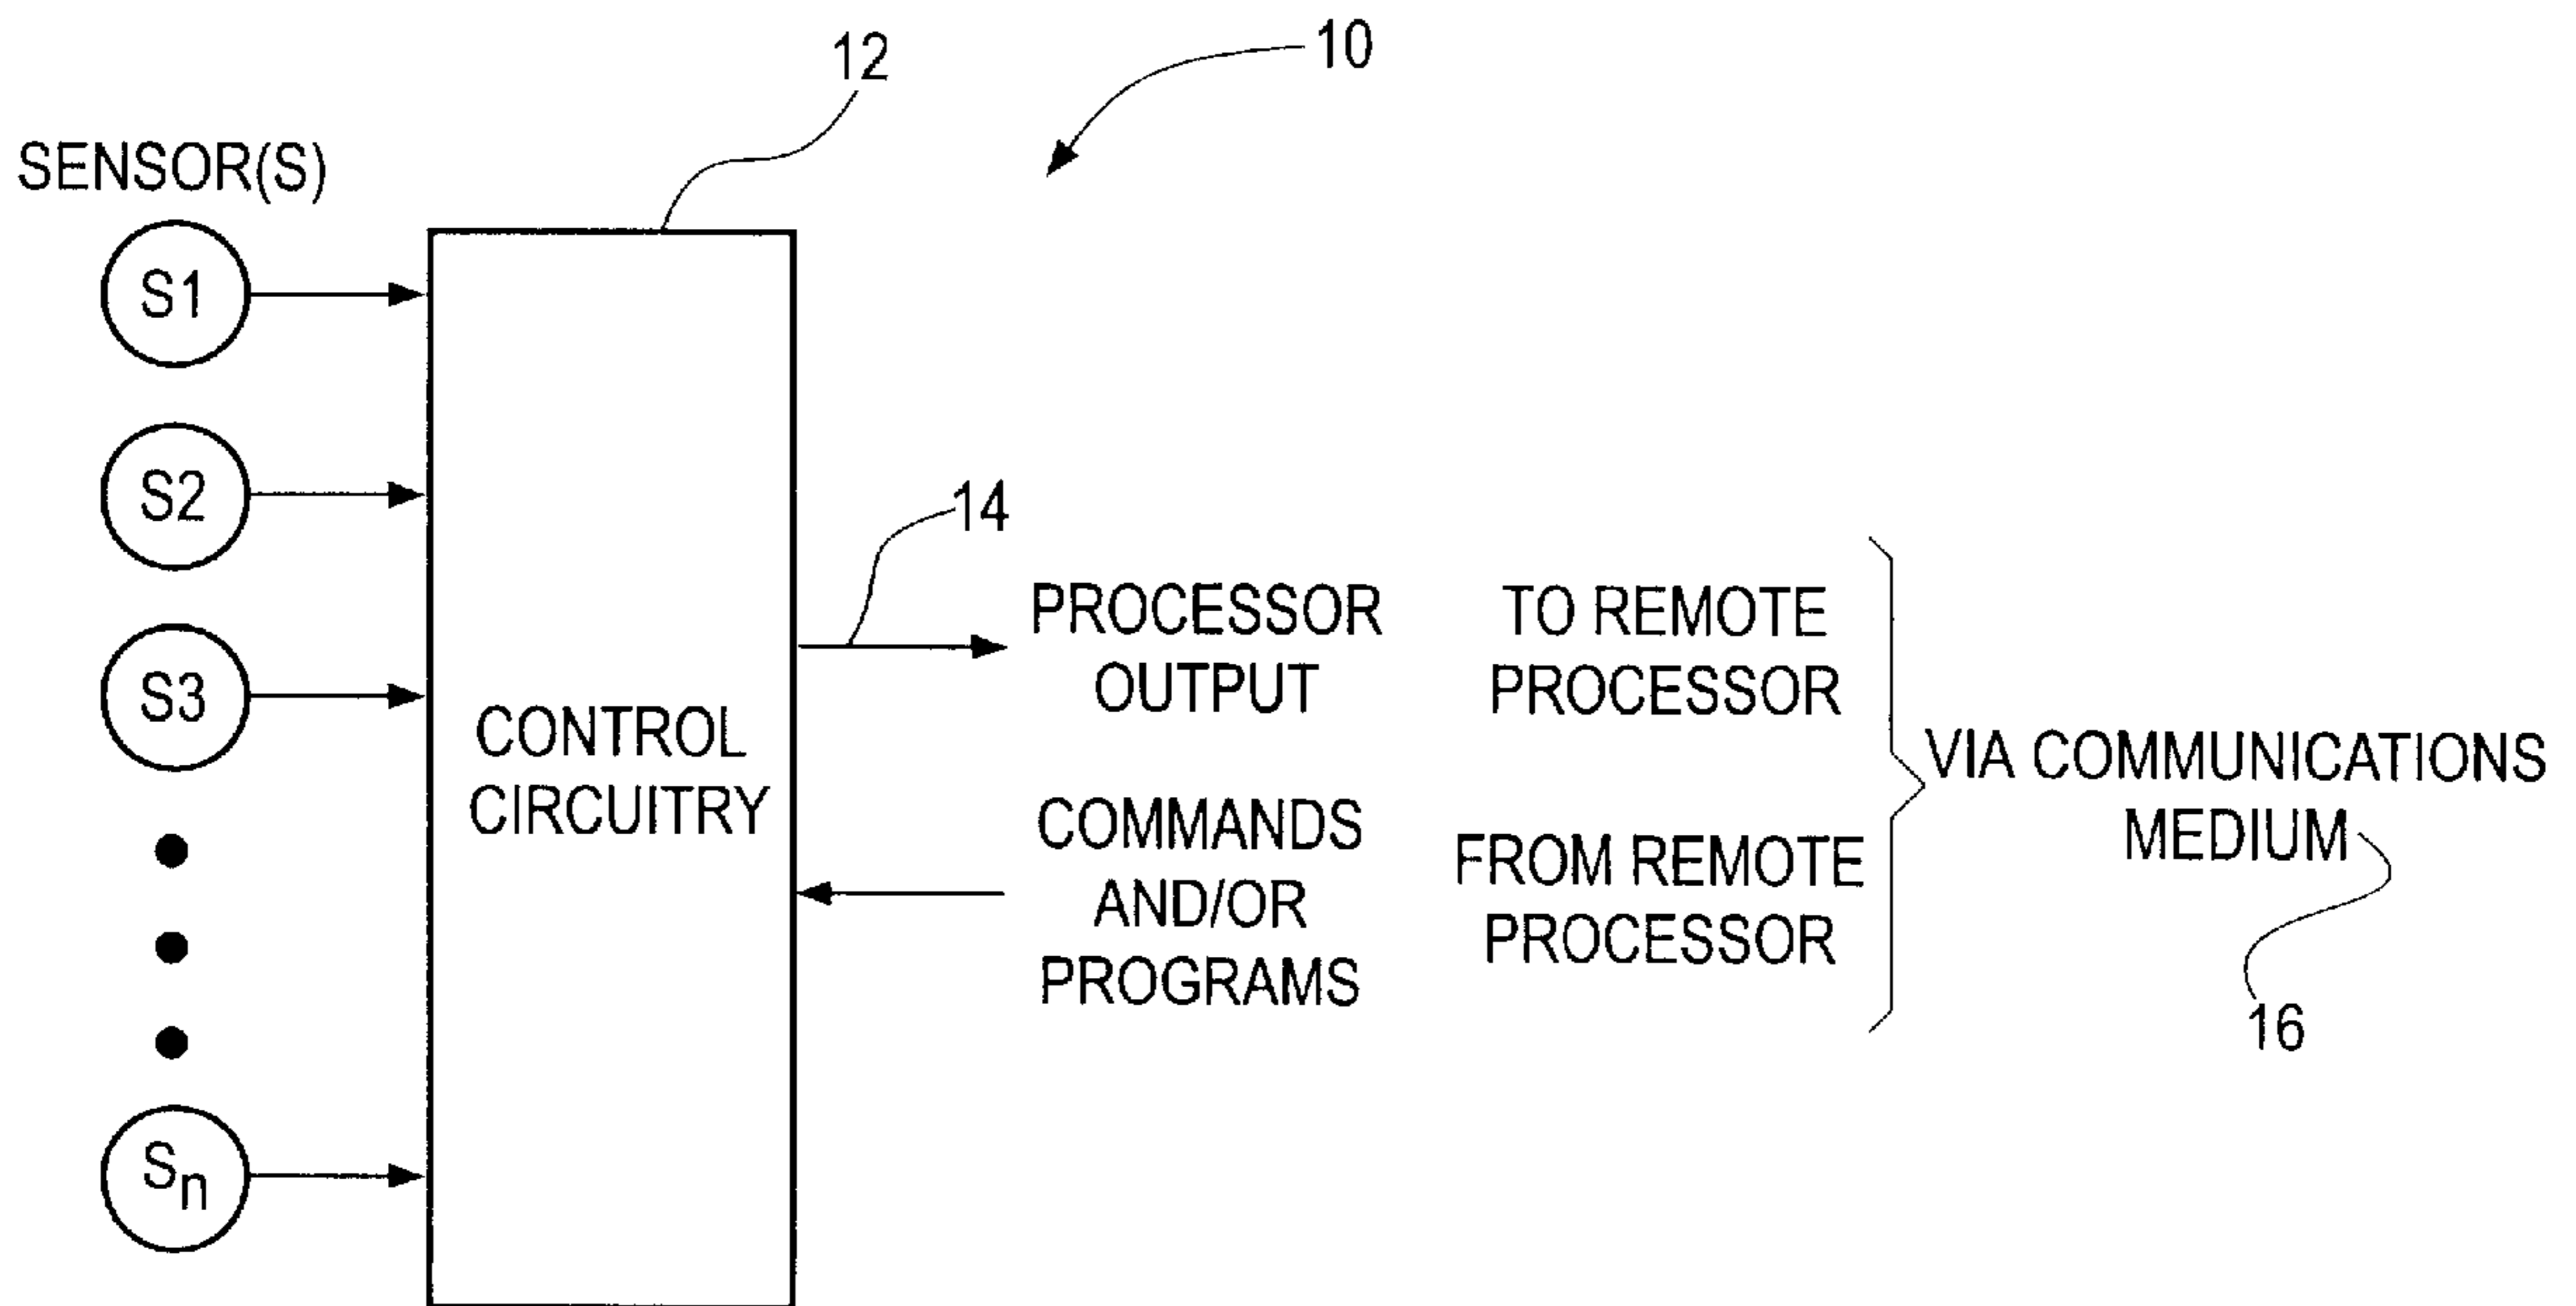 12
10
SENSOR(S)
S1
S2
S3
Sn
CONTROL
CIRCUITRY
14
PROCESSOR
OUTPUT
TO REMOTE
PROCESSOR
COMMANDS
AND/OR
PROGRAMS
FROM REMOTE
PROCESSOR
VIA COMMUNICATIONS
MEDIUM
16